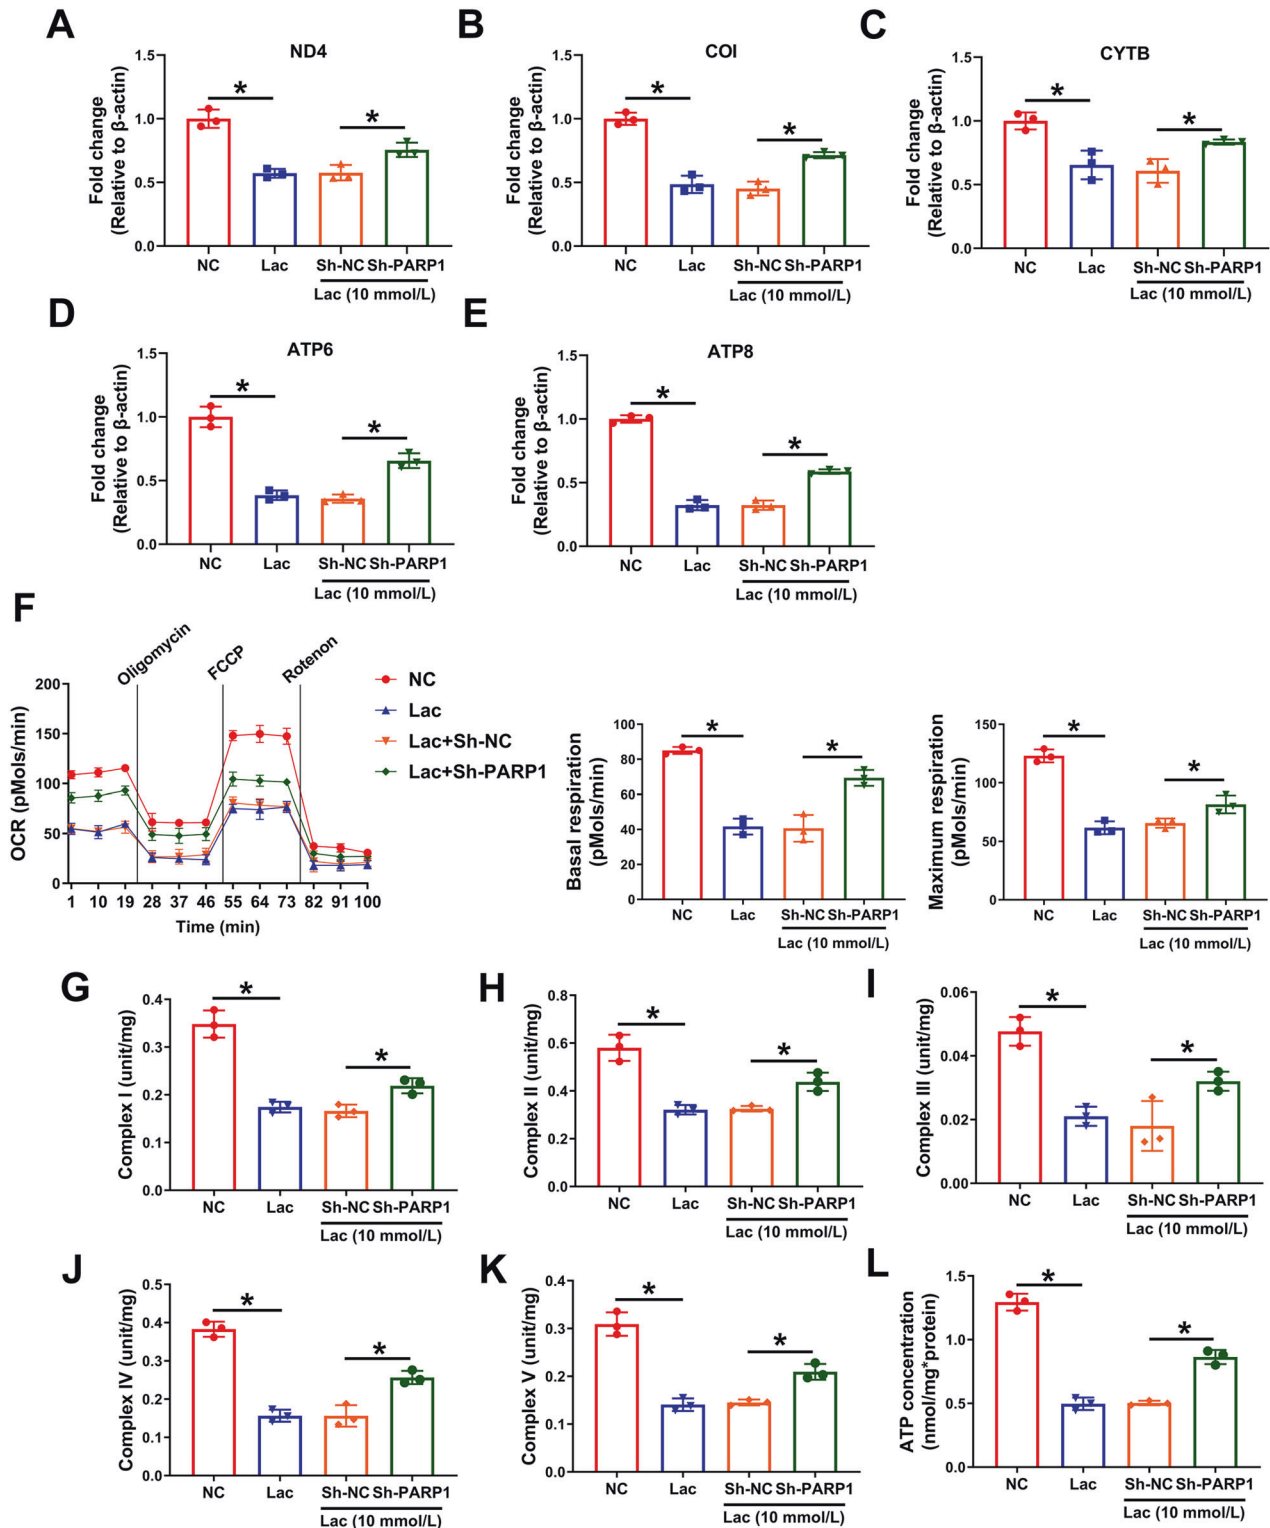 A
ND4
Fold change
(Relative to β-actin)
1.5
1.0
0.5
0.0
*
*
NC
Lac
Sh-NC Sh-PARP1
Lac (10 mmol/L)
B
COI
Fold change
(Relative to β-actin)
1.5
1.0
0.5
0.0
*
*
NC
Lac
Sh-NC Sh-PARP1
Lac (10 mmol/L)
C
CYTB
Fold change
(Relative to β-actin)
1.5
1.0
0.5
0.0
*
*
NC
Lac
Sh-NC Sh-PARP1
Lac (10 mmol/L)
D
ATP6
Fold change
(Relative to β-actin)
1.5
1.0
0.5
0.0
*
*
NC
Lac
Sh-NC Sh-PARP1
Lac (10 mmol/L)
E
ATP8
Fold change
(Relative to β-actin)
1.5
1.0
0.5
0.0
*
*
NC
Lac
Sh-NC Sh-PARP1
Lac (10 mmol/L)
F
Oligomycin
FCCP
Rotenon
OCR (pMols/min)
200
150
100
50
0
1 10 19 28 37 46 55 64 73 82 91 100
Time (min)
NC
Lac
Lac+Sh-NC
Lac+Sh-PARP1
Basal respiration
(pMols/min)
100
80
60
40
20
0
*
*
NC
Lac
Sh-NC Sh-PARP1
Lac (10 mmol/L)
Maximum respiration
(pMols/min)
150
100
50
0
*
*
NC
Lac
Sh-NC Sh-PARP1
Lac (10 mmol/L)
G
Complex I (unit/mg)
0.4
0.3
0.2
0.1
0.0
*
*
NC
Lac
Sh-NC Sh-PARP1
Lac (10 mmol/L)
H
Complex II (unit/mg)
0.8
0.6
0.4
0.2
0.0
*
*
NC
Lac
Sh-NC Sh-PARP1
Lac (10 mmol/L)
I
Complex III (unit/mg)
0.06
0.04
0.02
0.00
*
*
NC
Lac
Sh-NC Sh-PARP1
Lac (10 mmol/L)
J
Complex IV (unit/mg)
0.5
0.4
0.3
0.2
0.1
0.0
*
*
NC
Lac
Sh-NC Sh-PARP1
Lac (10 mmol/L)
K
Complex V (unit/mg)
0.4
0.3
0.2
0.1
0.0
*
*
NC
Lac
Sh-NC Sh-PARP1
Lac (10 mmol/L)
L
ATP concentration
(nmol/mg*protein)
1.5
1.0
0.5
0.0
*
*
NC
Lac
Sh-NC Sh-PARP1
Lac (10 mmol/L)